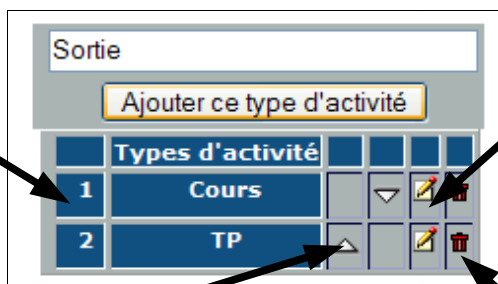 Sortie
Ajouter ce type d'activité
Types d'activité
1 Cours
2 TP